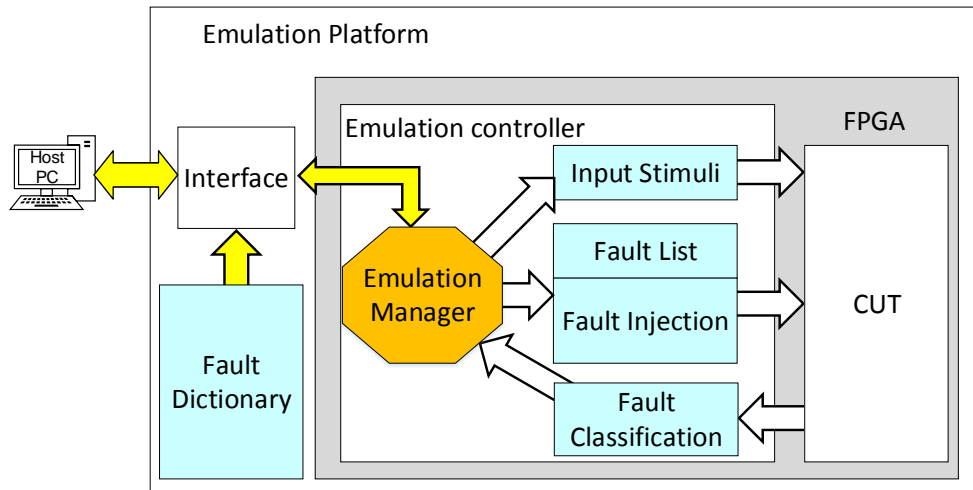 Emulation Platform
Emulation controller
FPGA
Host
PC
Interface
Input Stimuli
Fault List
Emulation
Manager
Fault Injection
CUT
Fault
Dictionary
Fault
Classification